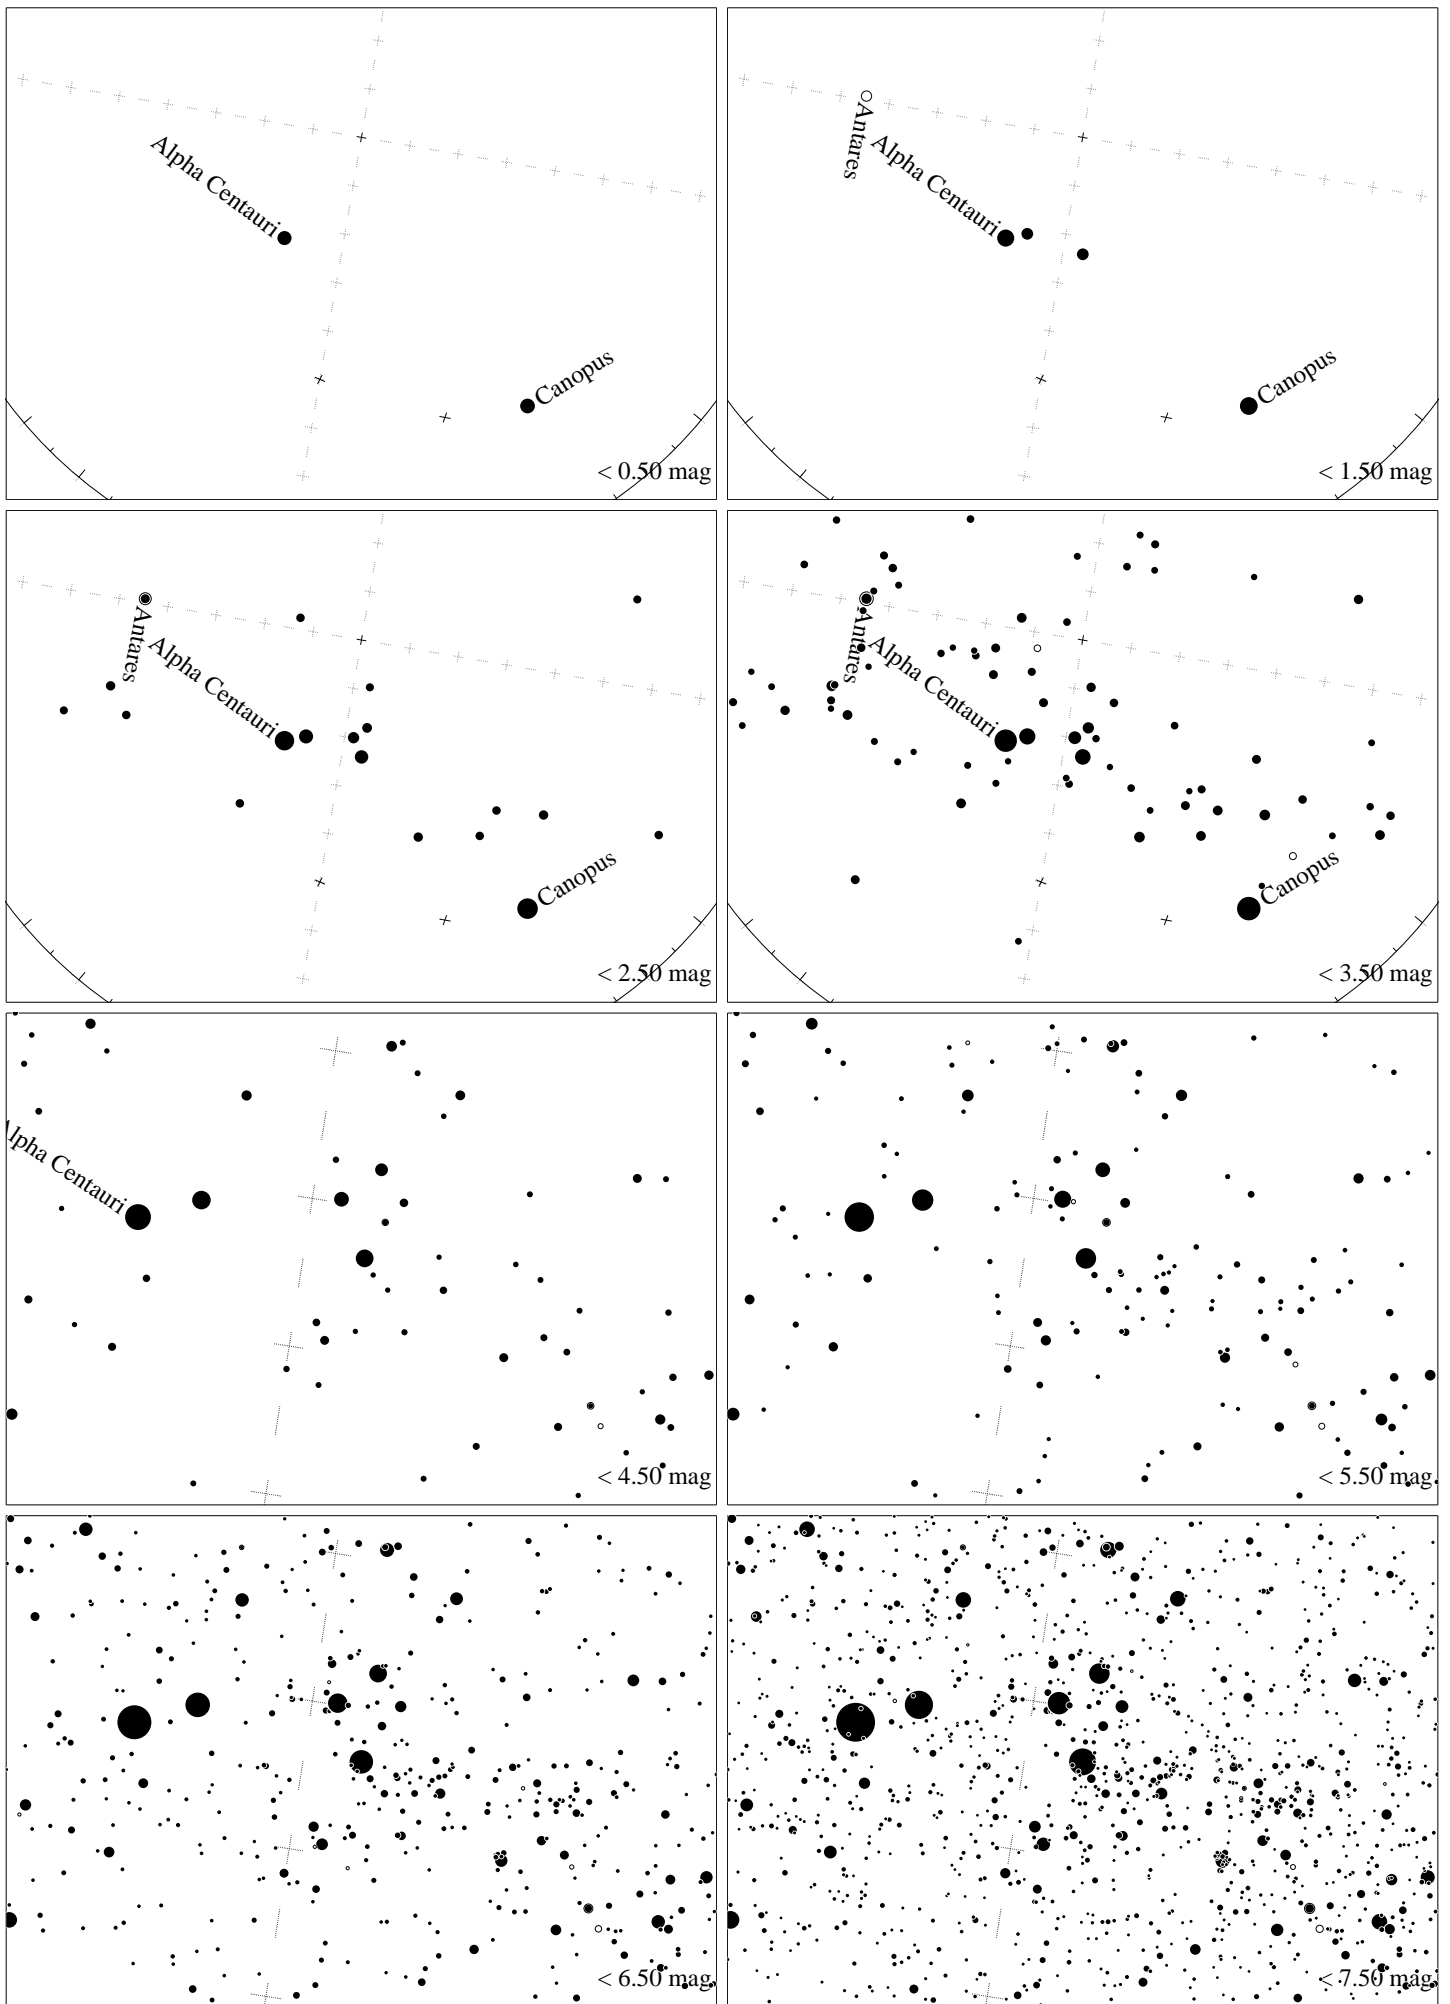 Alpha Centauri
Canopus
< 0.50 mag
Antares
Alpha Centauri
Canopus
< 1.50 mag
Antares
Alpha Centauri
Canopus
< 2.50 mag
Antares
Alpha Centauri
Canopus
< 3.50 mag
Alpha Centauri
< 4.50 mag
< 5.50 mag
< 6.50 mag
< 7.50 mag